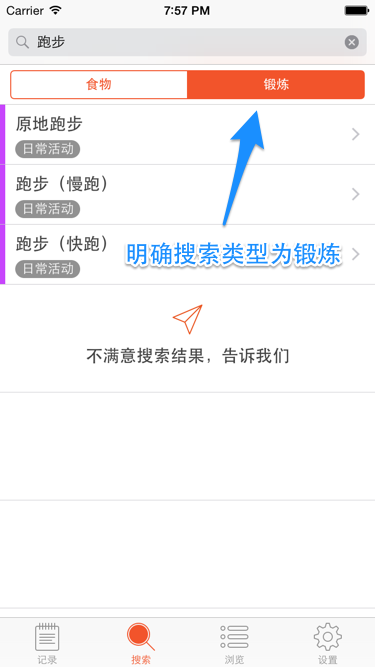 Carrier 7:57 PM
跑步
食物 锻炼
原地跑步
日常活动
跑步（慢跑）
日常活动
跑步（快跑）
日常活动
明确搜索类型为锻炼
不满意搜索结果，告诉我们
记录 搜索 浏览 设置